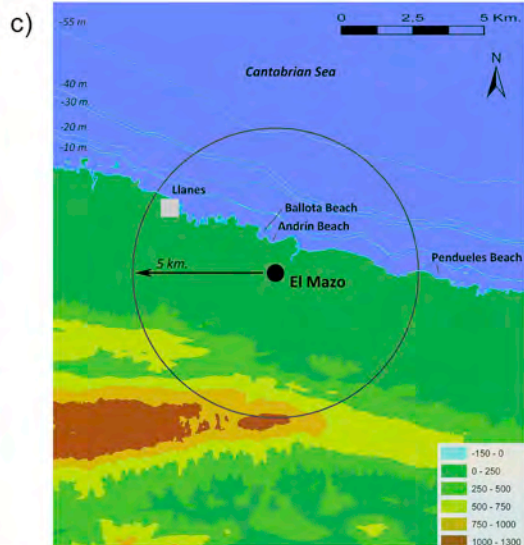 c)
0 2.5 5 Km.
N
-55 m
Cantabrian Sea
-40 m
-30 m
-20 m
-10 m
Llanes
Ballota Beach
Andrin Beach
Pendueles Beach
5 km.
El Mazo
-150 - 0
0 - 250
250 - 500
500 - 750
750 - 1000
1000 - 1300